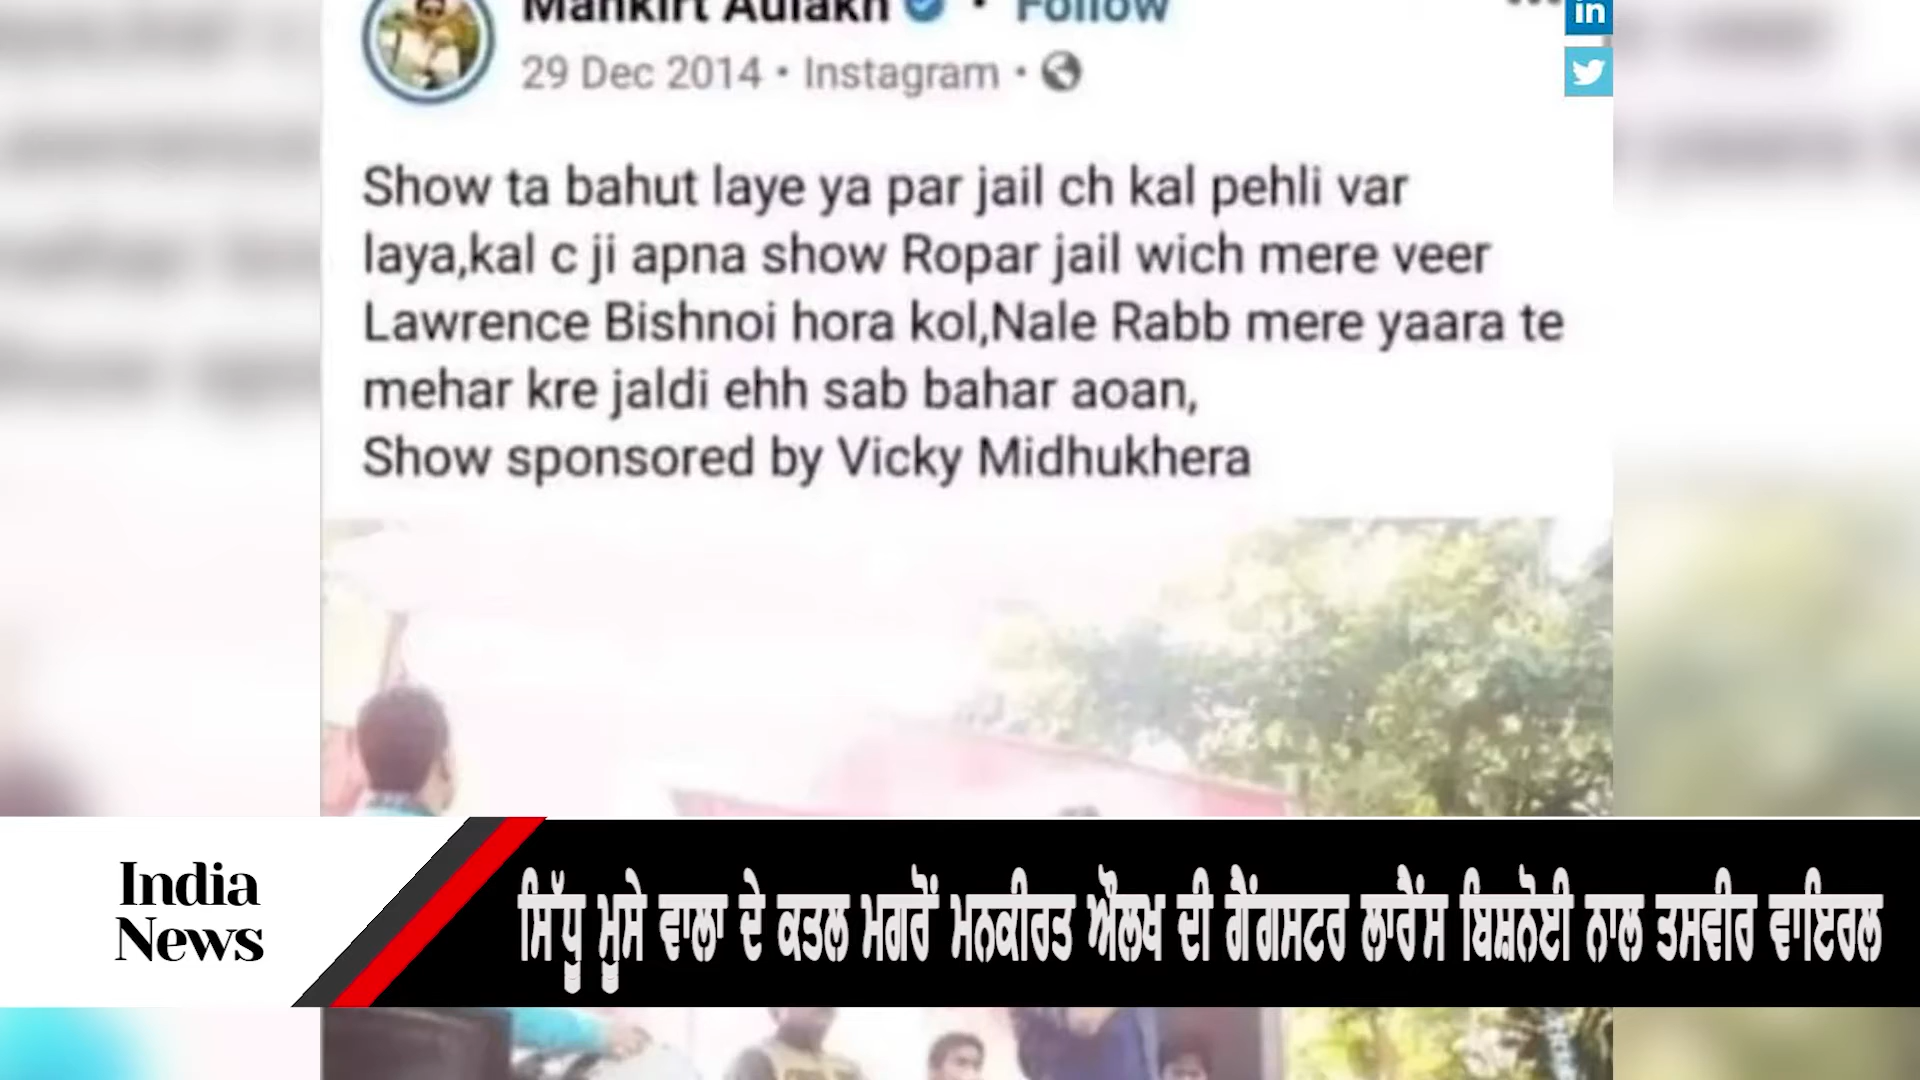 Mankirt Aulakh • Follow
29 Dec 2014 • Instagram •
in
Show ta bahut laye ya par jail ch kal pehli var
laya,kal c ji apna show Ropar jail wich mere veer
Lawrence Bishnoi hora kol,Nale Rabb mere yaara te
mehar kre jaldi ehh sab bahar aoan,
Show sponsored by Vicky Midhukhera
India
News
ਸਿੱਧੂ ਮੂਸੇ ਵਾਲਾ ਦੇ ਕਤਲ ਮਗਰੋਂ ਮਨਕੀਰਤ ਔਲਖ ਦੀ ਗੈਂਗਸਟਰ ਲਾਰੈਂਸ ਬਿਸ਼ਨੋਈ ਨਾਲ ਤਸਵੀਰ ਵਾਇਰਲ